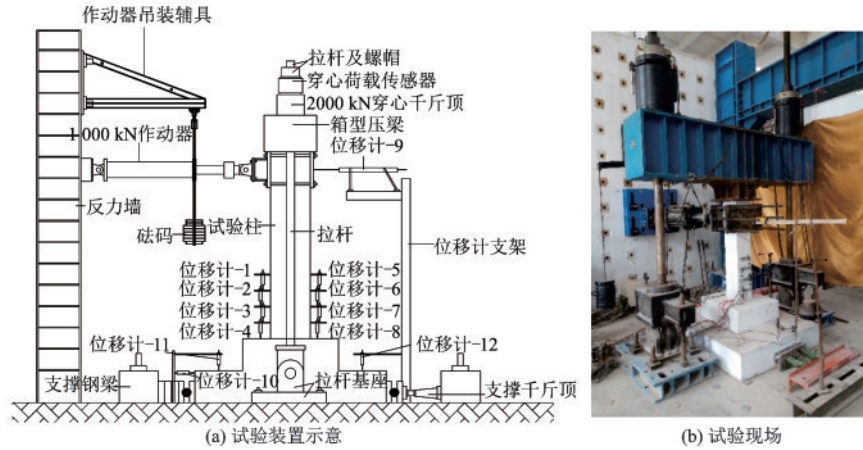 作动器吊装辅具
拉杆及螺帽
穿心荷载传感器
2000 kN穿心千斤顶
箱型压梁
1 000 kN作动器
位移计-9
反力墙
砝码
试验柱
拉杆
位移计支架
位移计-1
位移计-2
位移计-3
位移计-4
位移计-5
位移计-6
位移计-7
位移计-8
位移计-11
位移计-12
支撑钢梁
位移计-10
拉杆基座
支撑千斤顶
(a) 试验装置示意
(b) 试验现场